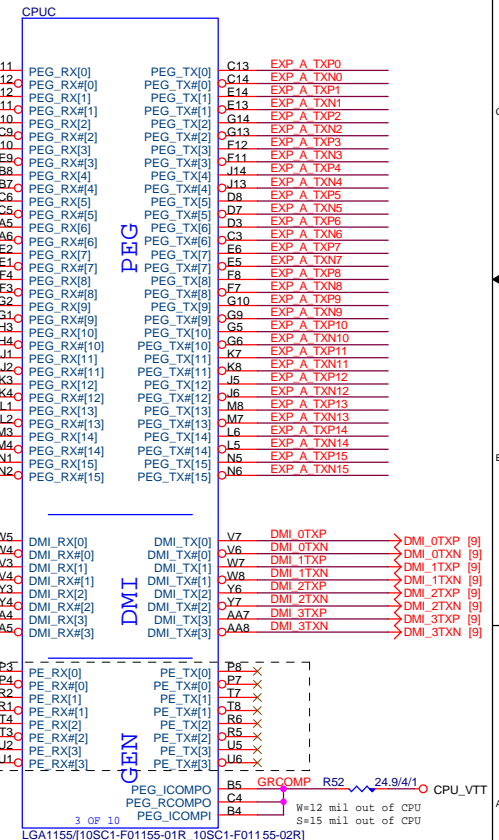 CPUC
PEG_RX[0] PEG_TX[0] C13 EXP_A_TXP0
PEG_RX#[0] PEG_TX#[0] C14 EXP_A_TXN0
PEG_RX[1] PEG_TX[1] E14 EXP_A_TXP1
PEG_RX#[1] PEG_TX#[1] E13 EXP_A_TXN1
PEG_RX[2] PEG_TX[2] G14 EXP_A_TXP2
PEG_RX#[2] PEG_TX#[2] G13 EXP_A_TXN2
PEG_RX[3] PEG_TX[3] F12 EXP_A_TXP3
PEG_RX#[3] PEG_TX#[3] F11 EXP_A_TXN3
PEG_RX[4] PEG_TX[4] J14 EXP_A_TXP4
PEG_RX#[4] PEG_TX#[4] J13 EXP_A_TXN4
PEG_RX[5] PEG_TX[5] D8 EXP_A_TXP5
PEG_RX#[5] PEG_TX#[5] D7 EXP_A_TXN5
PEG_RX[6] PEG_TX[6] D3 EXP_A_TXP6
PEG_RX#[6] PEG_TX#[6] C3 EXP_A_TXN6
PEG_RX[7] PEG_TX[7] E6 EXP_A_TXP7
PEG_RX#[7] PEG_TX#[7] E5 EXP_A_TXN7
PEG_RX[8] PEG_TX[8] F8 EXP_A_TXP8
PEG_RX#[8] PEG_TX#[8] F7 EXP_A_TXN8
PEG_RX[9] PEG_TX[9] G10 EXP_A_TXP9
PEG_RX#[9] PEG_TX#[9] G9 EXP_A_TXN9
PEG_RX[10] PEG_TX[10] G5 EXP_A_TXP10
PEG_RX#[10] PEG_TX#[10] G6 EXP_A_TXN10
PEG_RX[11] PEG_TX[11] K7 EXP_A_TXP11
PEG_RX#[11] PEG_TX#[11] K8 EXP_A_TXN11
PEG_RX[12] PEG_TX[12] J5 EXP_A_TXP12
PEG_RX#[12] PEG_TX#[12] J6 EXP_A_TXN12
PEG_RX[13] PEG_TX[13] M8 EXP_A_TXP13
PEG_RX#[13] PEG_TX#[13] M7 EXP_A_TXN13
PEG_RX[14] PEG_TX[14] L6 EXP_A_TXP14
PEG_RX#[14] PEG_TX#[14] L5 EXP_A_TXN14
PEG_RX[15] PEG_TX[15] N5 EXP_A_TXP15
PEG_RX#[15] PEG_TX#[15] N6 EXP_A_TXN15
PEG
DMI_RX[0] DMI_TX[0] V7 DMI_0TXP DMI_0TXP [9]
DMI_RX#[0] DMI_TX#[0] V6 DMI_0TXN DMI_0TXN [9]
DMI_RX[1] DMI_TX[1] W7 DMI_1TXP DMI_1TXP [9]
DMI_RX#[1] DMI_TX#[1] W8 DMI_1TXN DMI_1TXN [9]
DMI_RX[2] DMI_TX[2] Y6 DMI_2TXP DMI_2TXP [9]
DMI_RX#[2] DMI_TX#[2] Y7 DMI_2TXN DMI_2TXN [9]
DMI_RX[3] DMI_TX[3] AA7 DMI_3TXP DMI_3TXP [9]
DMI_RX#[3] DMI_TX#[3] AA8 DMI_3TXN DMI_3TXN [9]
DMI
PE_RX[0] PE_TX[0] P8
PE_RX#[0] PE_TX#[0] P7
PE_RX[1] PE_TX[1] T7
PE_RX#[1] PE_TX#[1] T8
PE_RX[2] PE_TX[2] R6
PE_RX#[2] PE_TX#[2] R5
PE_RX[3] PE_TX[3] U5
PE_RX#[3] PE_TX#[3] U6
GEN
PEG_ICOMPO B5 GRCOMP R52 24.9/4/1 CPU_VTT
PEG_RCOMPO C4
PEG_ICOMPI B4
W=12 mil out of CPU
S=15 mil out of CPU
3 OF 10
LGA1155/[10SC1-F01155-01R_10SC1-F01155-02R]